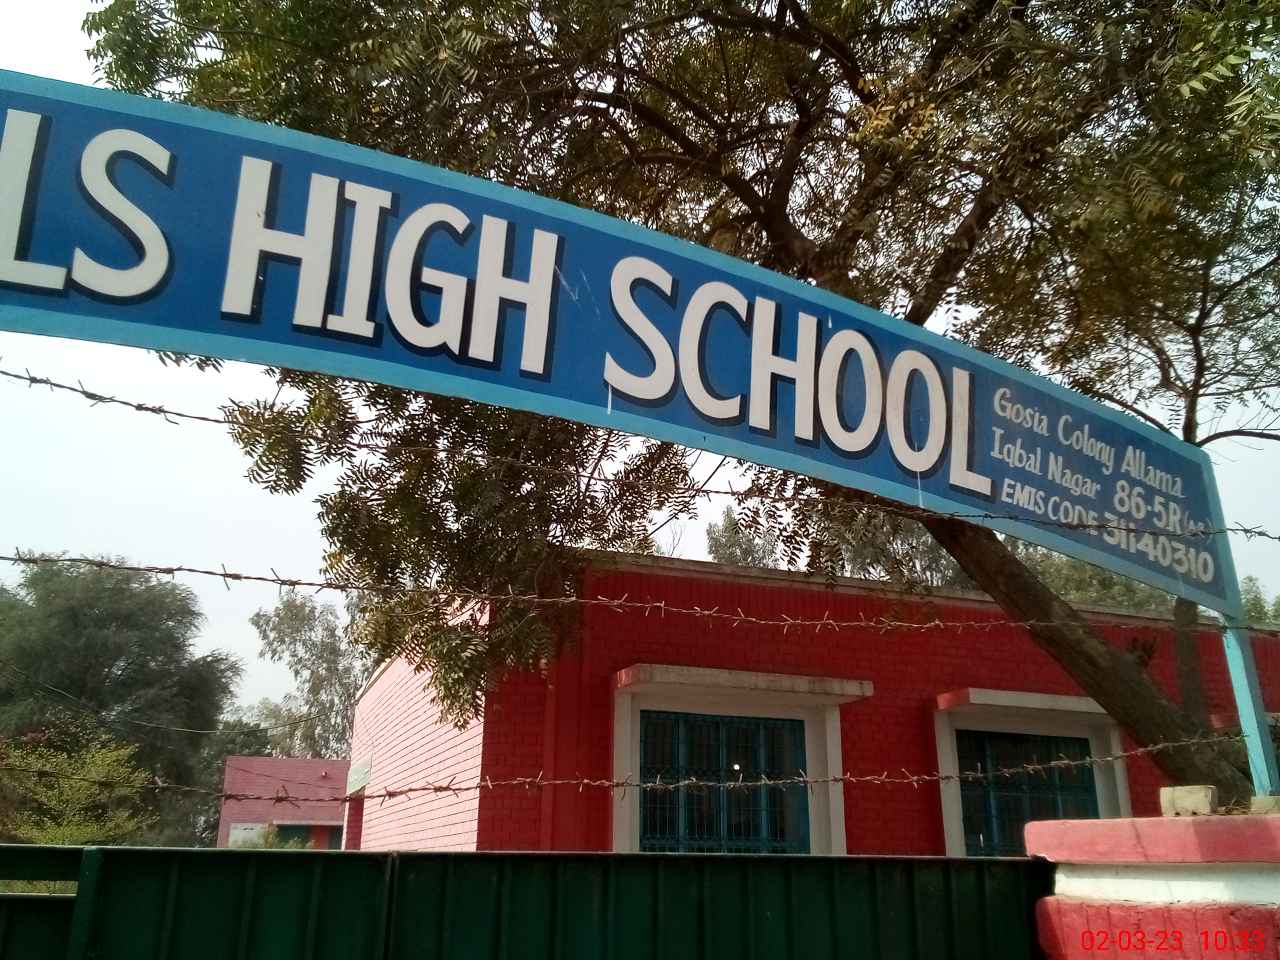 LS HIGH SCHOOL
Gosia Colony Allama
Iqbal Nagar 86-5R
EMIS CODE 31140310
02-03-23 10:33